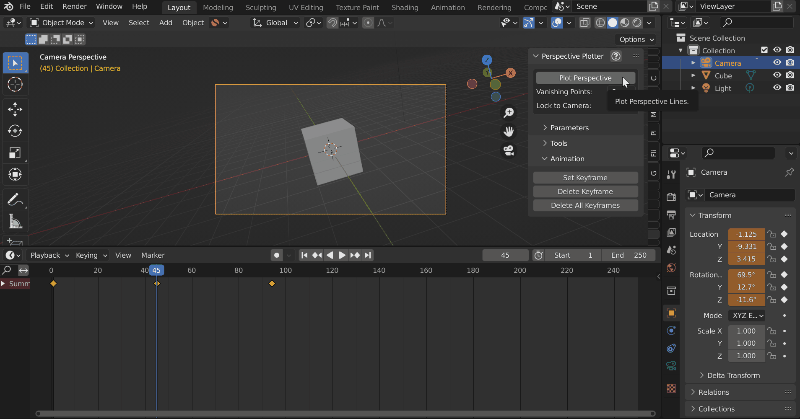 File Edit Render Window Help Layout Modeling Sculpting UV Editing Texture Paint Shading Animation Rendering Compc Scene ViewLayer
Object Mode View Select Add Object Global
Options
Camera Perspective
(45) Collection | Camera
Perspective Plotter
Plot Perspective
Vanishing Points:
Lock to Camera:
Plot Perspective Lines.
Parameters
Tools
Animation
Set Keyframe
Delete Keyframe
Delete All Keyframes
Scene Collection
Collection
Camera
Cube
Light
Camera
Camera
Transform
Location X -1.125
Y -9.331
Z 3.415
Rotation... 69.5°
Y 12.7°
Z -11.6°
Mode XYZ E...
Scale X 1.000
Y 1.000
Z 1.000
Delta Transform
Relations
Collections
Playback Keying View Marker 45 Start 1 End 250
0 20 40 45 60 80 100 120 140 160 180 200 220 240
Summ